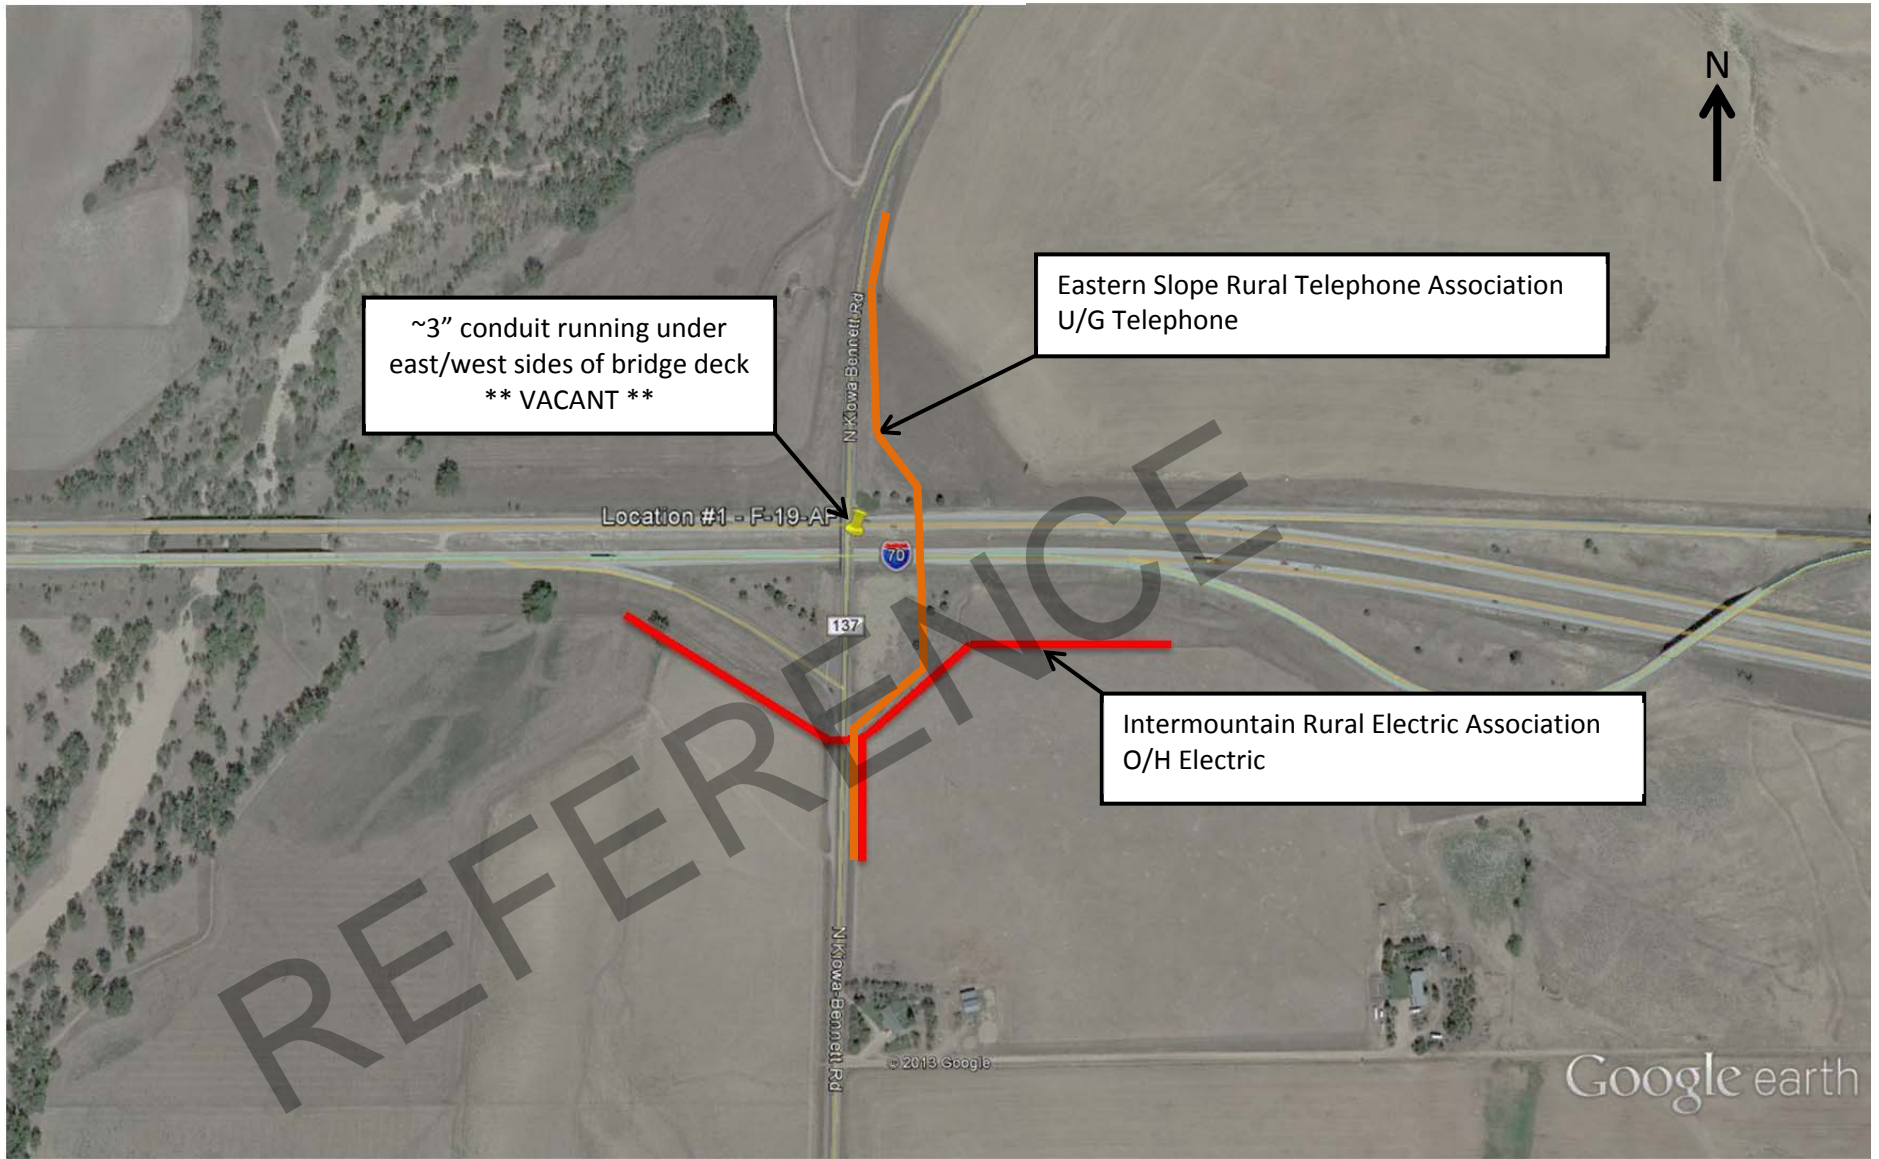 N
Eastern Slope Rural Telephone Association
U/G Telephone
~3” conduit running under
east/west sides of bridge deck
** VACANT **
N Kiowa-Bennett Rd
Location #1 - F-19-AF
70
137
REFERENCE
Intermountain Rural Electric Association
O/H Electric
N Kiowa-Bennett Rd
© 2013 Google
Google earth